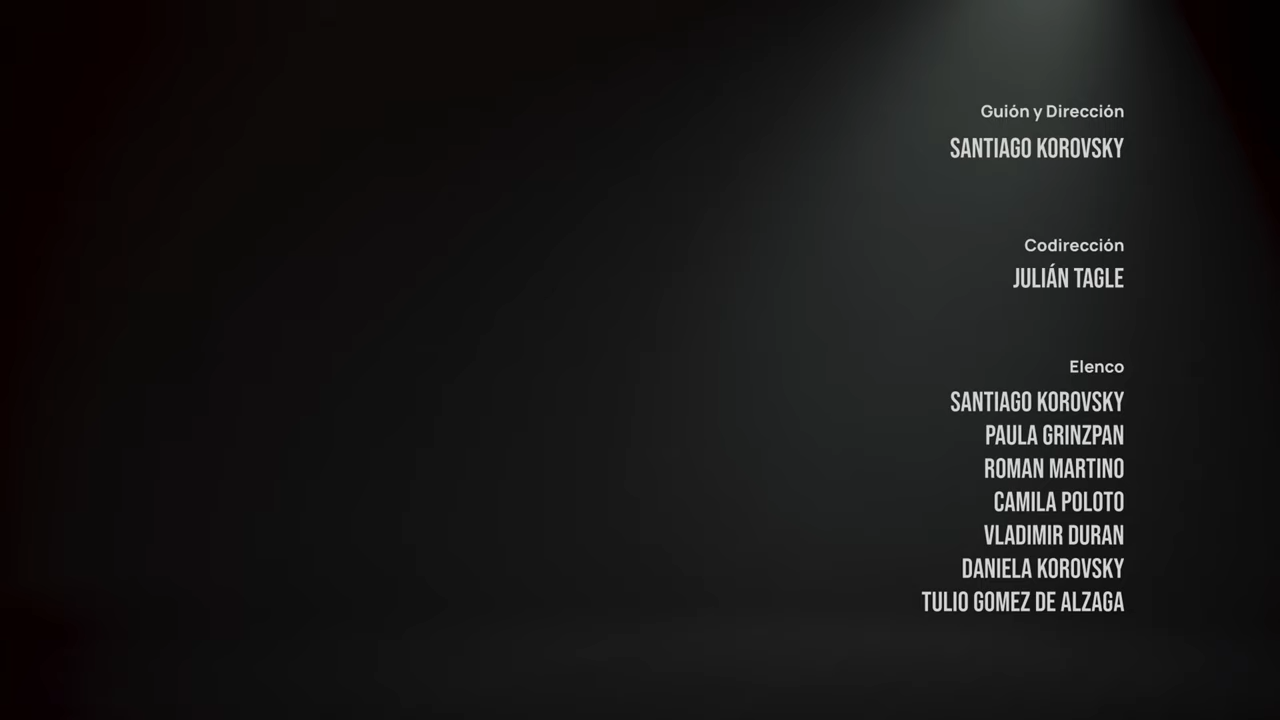 Guión y Dirección
SANTIAGO KOROVSKY
Codirección
JULIÁN TAGLE
Elenco
SANTIAGO KOROVSKY
PAULA GRINZPAN
ROMAN MARTINO
CAMILA POLOTO
VLADIMIR DURAN
DANIELA KOROVSKY
TULIO GOMEZ DE ALZAGA